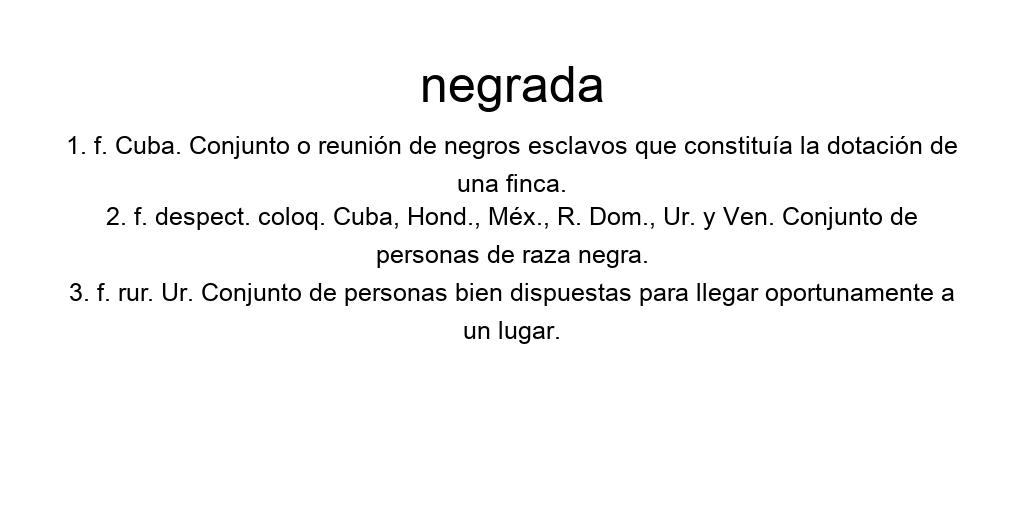 negrada
1. f. Cuba. Conjunto o reunión de negros esclavos que constituía la dotación de
una finca.
2. f. despect. coloq. Cuba, Hond., Méx., R. Dom., Ur. y Ven. Conjunto de
personas de raza negra.
3. f. rur. Ur. Conjunto de personas bien dispuestas para llegar oportunamente a
un lugar.